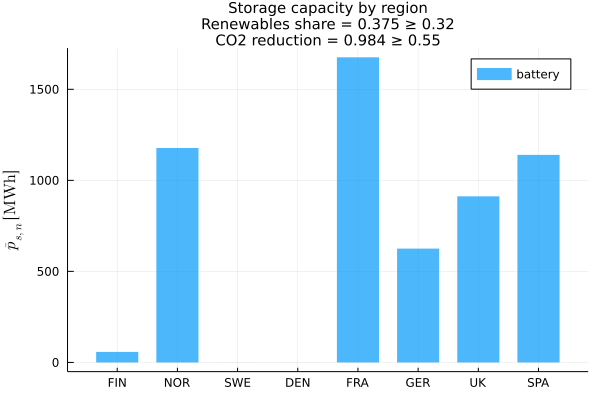 Storage capacity by region
Renewables share = 0.375 ≥ 0.32
CO2 reduction = 0.984 ≥ 0.55
battery
1500
1000
500
0
p̄ s, n [MWh]
FIN NOR SWE DEN FRA GER UK SPA